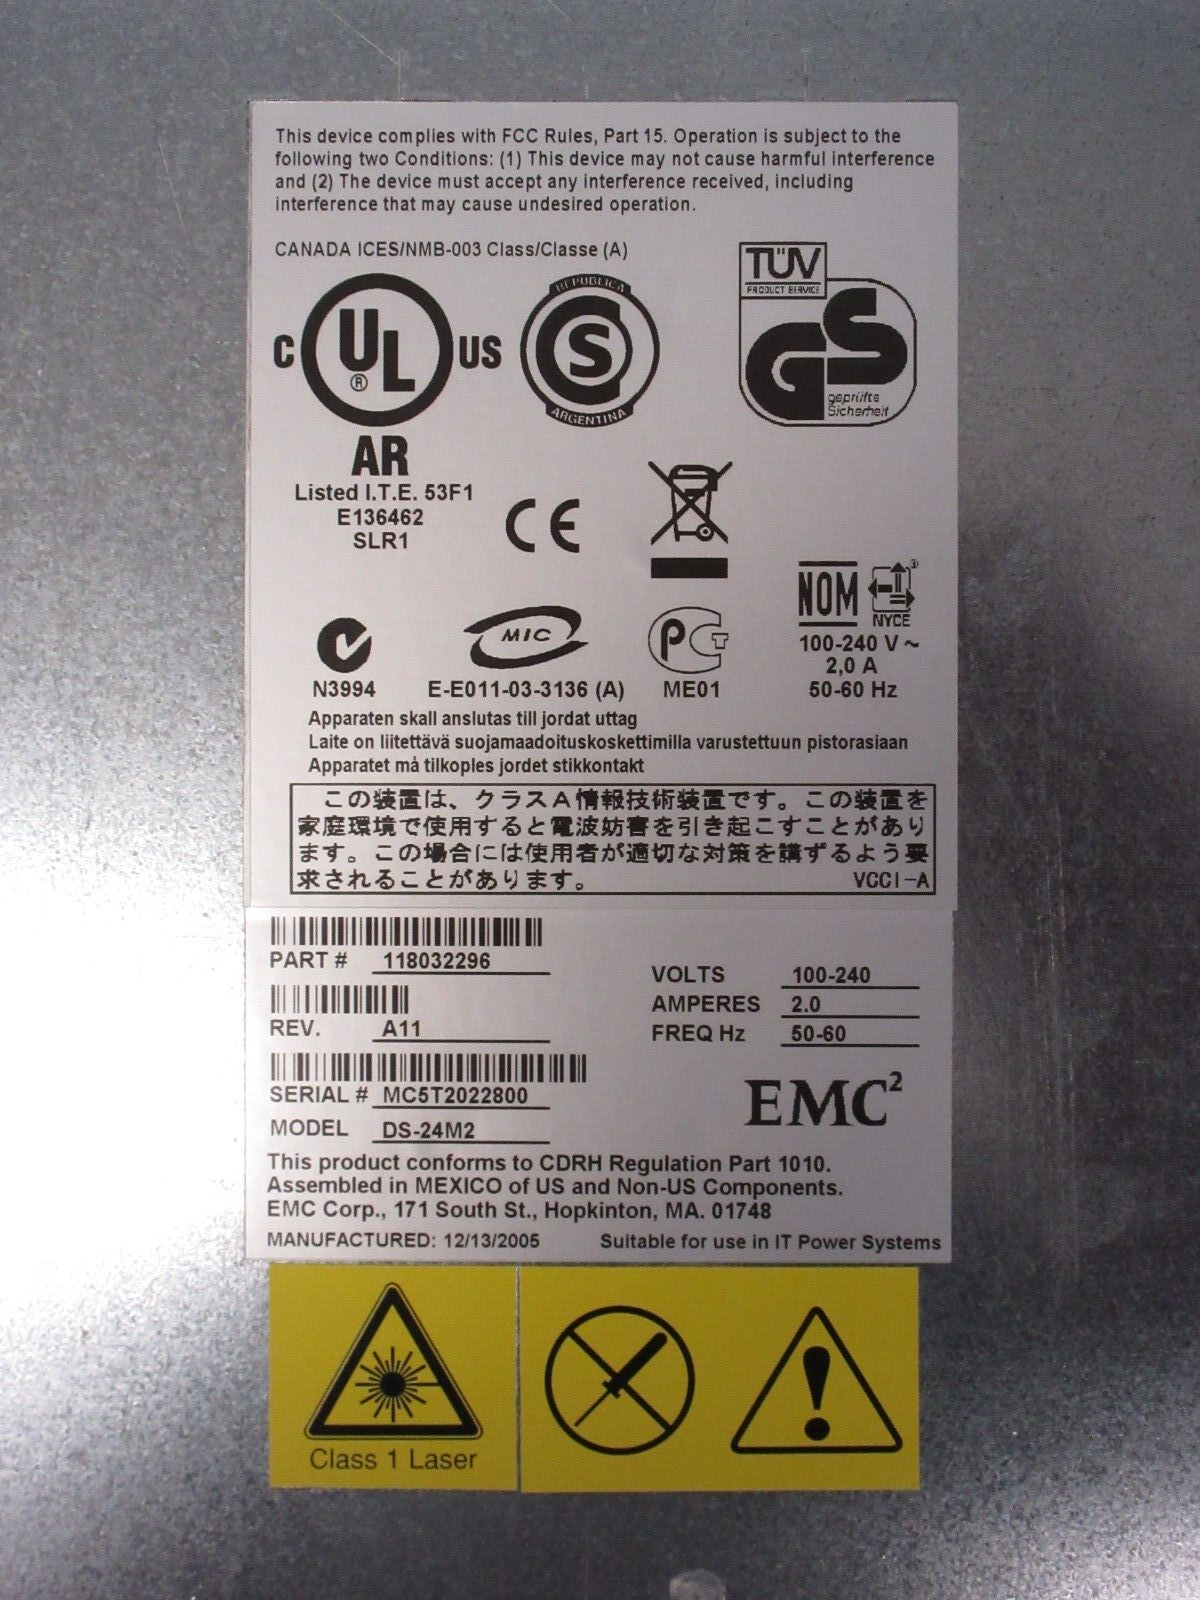 This device complies with FCC Rules, Part 15. Operation is subject to the
following two Conditions: (1) This device may not cause harmful interference
and (2) The device must accept any interference received, including
interference that may cause undesired operation.
CANADA ICES/NMB-003 Class/Classe (A)
C UL ® US
AR
Listed I.T.E. 53F1
E136462
SLR1
REPUBLICA
S
ARGENTINA
TÜV
PRODUCT SERVICE
GS
geprüfte
Sicherheit
CE
NOM
NYCE
100-240 V ~
2,0 A
50-60 Hz
N3994
MIC
E-E011-03-3136 (A)
PCT
ME01
Apparaten skall anslutas till jordat uttag
Laite on liitettävä suojamaadoituskoskettimilla varustettuun pistorasiaan
Apparatet må tilkoples jordet stikkontakt
この装置は、クラスA情報技術装置です。この装置を
家庭環境で使用すると電波妨害を引き起こすことがあり
ます。この場合には使用者が適切な対策を講ずるよう要
求されることがあります。 VCCI-A
PART # 118032296
REV. A11
SERIAL # MC5T2022800
MODEL DS-24M2
VOLTS 100-240
AMPERES 2.0
FREQ Hz 50-60
EMC²
This product conforms to CDRH Regulation Part 1010.
Assembled in MEXICO of US and Non-US Components.
EMC Corp., 171 South St., Hopkinton, MA. 01748
MANUFACTURED: 12/13/2005 Suitable for use in IT Power Systems
Class 1 Laser